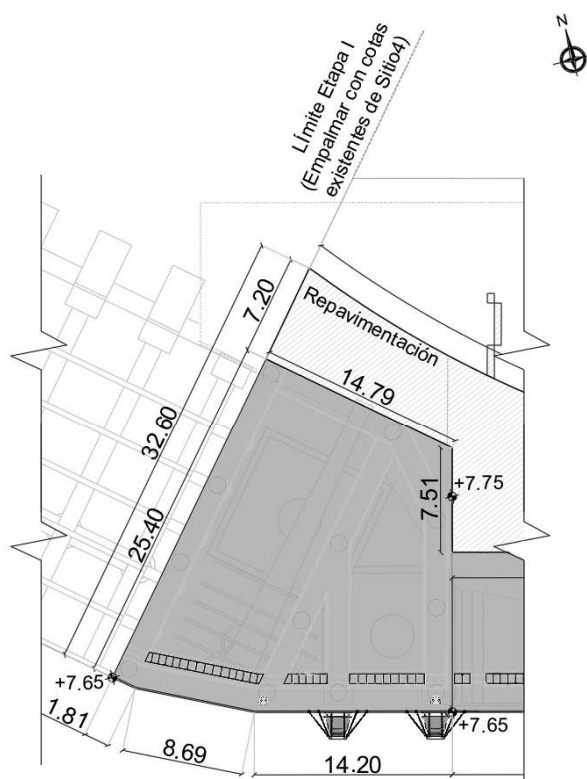 N
Límite Etapa I
(Empalmar con cotas
existentes de Sitio4)
7.20
Repavimentación
14.79
32.60
25.40
7.51
+7.75
+7.65
1.81
8.69
14.20
+7.65